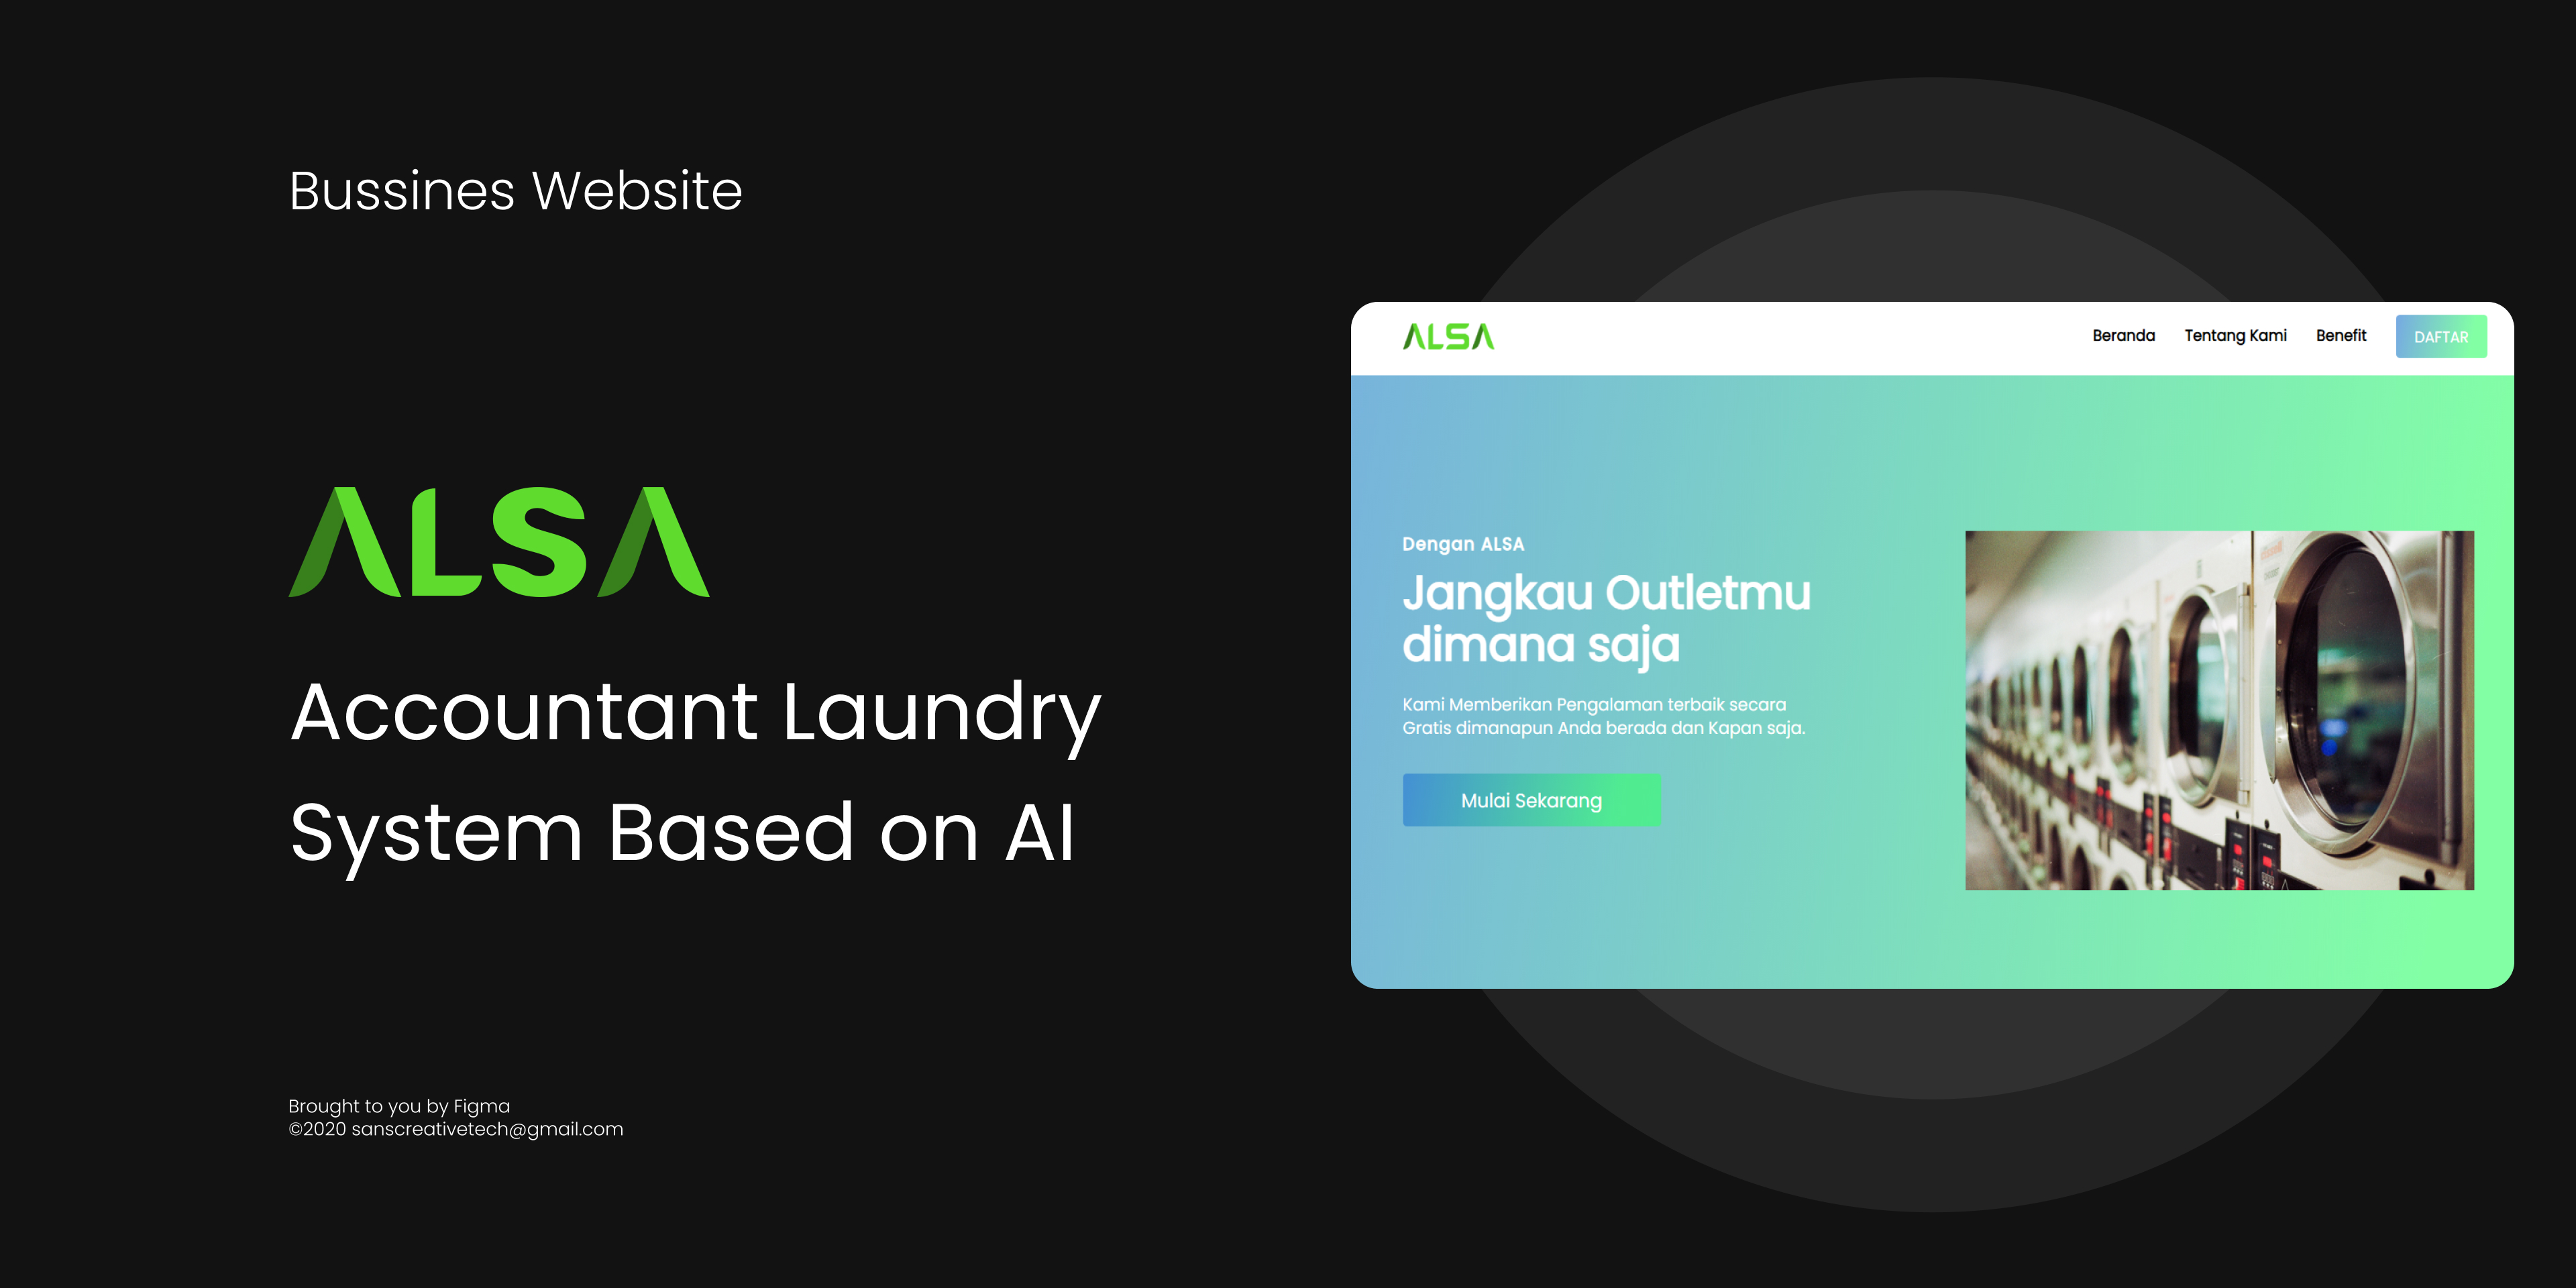 Bussines Website
ALSA
Accountant Laundry
System Based on AI
Brought to you by Figma
©2020 sanscreativetech@gmail.com
ALSA
Beranda Tentang Kami Benefit DAFTAR
Dengan ALSA
Jangkau Outletmu
dimana saja
Kami Memberikan Pengalaman terbaik secara
Gratis dimanapun Anda berada dan Kapan saja.
Mulai Sekarang